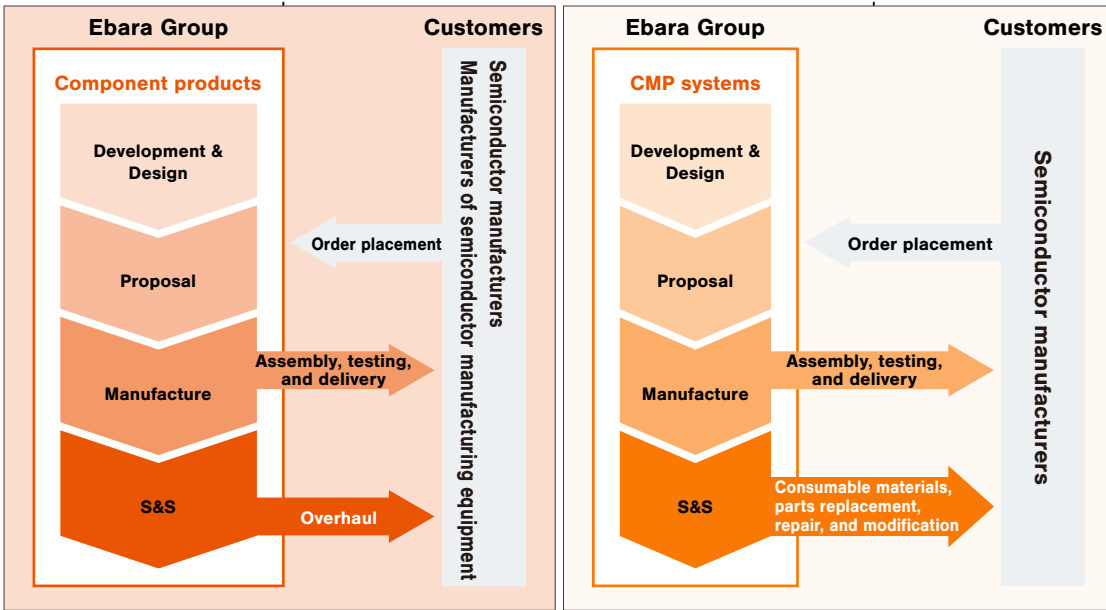 Ebara Group
Customers
Component products
Development &
Design
Proposal
Manufacture
S&S
Order placement
Assembly, testing,
and delivery
Overhaul
Semiconductor manufacturers
Manufacturers of semiconductor manufacturing equipment
Ebara Group
Customers
CMP systems
Development &
Design
Proposal
Manufacture
S&S
Order placement
Assembly, testing,
and delivery
Consumable materials,
parts replacement,
repair, and modification
Semiconductor manufacturers